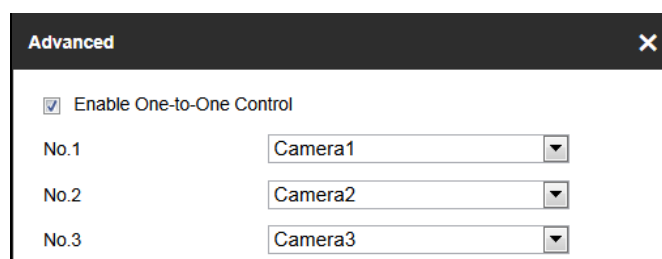 Advanced
Enable One-to-One Control
No.1 Camera1
No.2 Camera2
No.3 Camera3